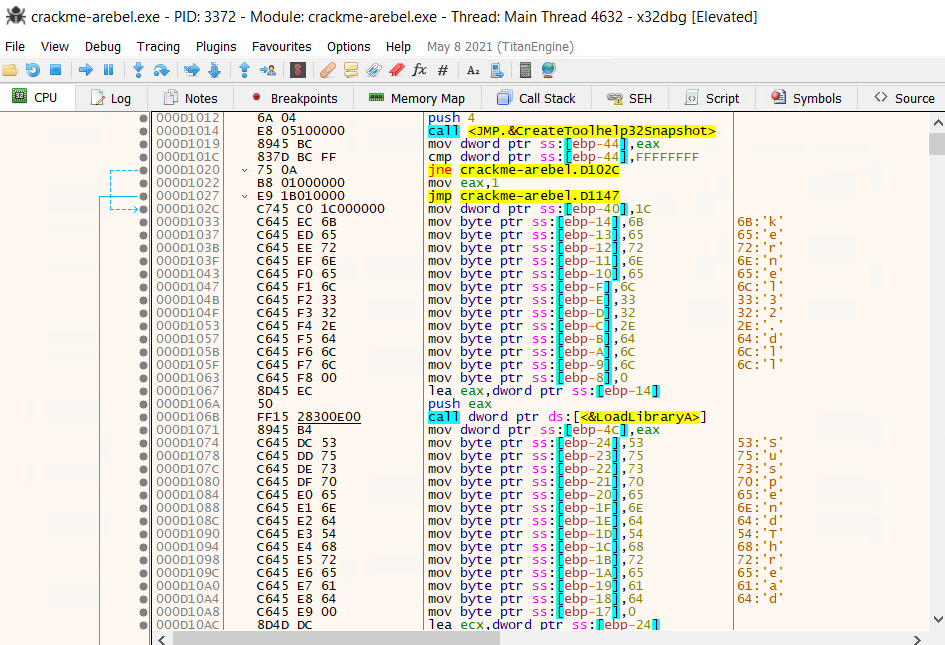 crackme-arebel.exe - PID: 3372 - Module: crackme-arebel.exe - Thread: Main Thread 4632 - x32dbg [Elevated]
File View Debug Tracing Plugins Favourites Options Help May 8 2021 (TitanEngine)
CPU Log Notes Breakpoints Memory Map Call Stack SEH Script Symbols Source
000D1012 6A 04 push 4
000D1014 E8 05100000 call <JMP.&CreateToolhelp32Snapshot>
000D1019 8945 BC mov dword ptr ss:[ebp-44],eax
000D101C 837D BC FF cmp dword ptr ss:[ebp-44],FFFFFFFF
000D1020 75 0A jne crackme-arebel.D102C
000D1022 B8 01000000 mov eax,1
000D1027 E9 1B010000 jmp crackme-arebel.D1147
000D102C C745 C0 1C000000 mov dword ptr ss:[ebp-40],1C
000D1033 C645 EC 6B mov byte ptr ss:[ebp-14],6B 6B:'k'
000D1037 C645 ED 65 mov byte ptr ss:[ebp-13],65 65:'e'
000D103B C645 EE 72 mov byte ptr ss:[ebp-12],72 72:'r'
000D103F C645 EF 6E mov byte ptr ss:[ebp-11],6E 6E:'n'
000D1043 C645 F0 65 mov byte ptr ss:[ebp-10],65 65:'e'
000D1047 C645 F1 6C mov byte ptr ss:[ebp-F],6C 6C:'l'
000D104B C645 F2 33 mov byte ptr ss:[ebp-E],33 33:'3'
000D104F C645 F3 32 mov byte ptr ss:[ebp-D],32 32:'2'
000D1053 C645 F4 2E mov byte ptr ss:[ebp-C],2E 2E:'.'
000D1057 C645 F5 64 mov byte ptr ss:[ebp-B],64 64:'d'
000D105B C645 F6 6C mov byte ptr ss:[ebp-A],6C 6C:'l'
000D105F C645 F7 6C mov byte ptr ss:[ebp-9],6C 6C:'l'
000D1063 C645 F8 00 mov byte ptr ss:[ebp-8],0
000D1067 8D45 EC lea eax,dword ptr ss:[ebp-14]
000D106A 50 push eax
000D106B FF15 28300E00 call dword ptr ds:[<&LoadLibraryA>]
000D1071 8945 B4 mov dword ptr ss:[ebp-4C],eax
000D1074 C645 DC 53 mov byte ptr ss:[ebp-24],53 53:'S'
000D1078 C645 DD 75 mov byte ptr ss:[ebp-23],75 75:'u'
000D107C C645 DE 73 mov byte ptr ss:[ebp-22],73 73:'s'
000D1080 C645 DF 70 mov byte ptr ss:[ebp-21],70 70:'p'
000D1084 C645 E0 65 mov byte ptr ss:[ebp-20],65 65:'e'
000D1088 C645 E1 6E mov byte ptr ss:[ebp-1F],6E 6E:'n'
000D108C C645 E2 64 mov byte ptr ss:[ebp-1E],64 64:'d'
000D1090 C645 E3 54 mov byte ptr ss:[ebp-1D],54 54:'T'
000D1094 C645 E4 68 mov byte ptr ss:[ebp-1C],68 68:'h'
000D1098 C645 E5 72 mov byte ptr ss:[ebp-1B],72 72:'r'
000D109C C645 E6 65 mov byte ptr ss:[ebp-1A],65 65:'e'
000D10A0 C645 E7 61 mov byte ptr ss:[ebp-19],61 61:'a'
000D10A4 C645 E8 64 mov byte ptr ss:[ebp-18],64 64:'d'
000D10A8 C645 E9 00 mov byte ptr ss:[ebp-17],0
000D10AC 8D4D DC lea ecx,dword ptr ss:[ebp-24]